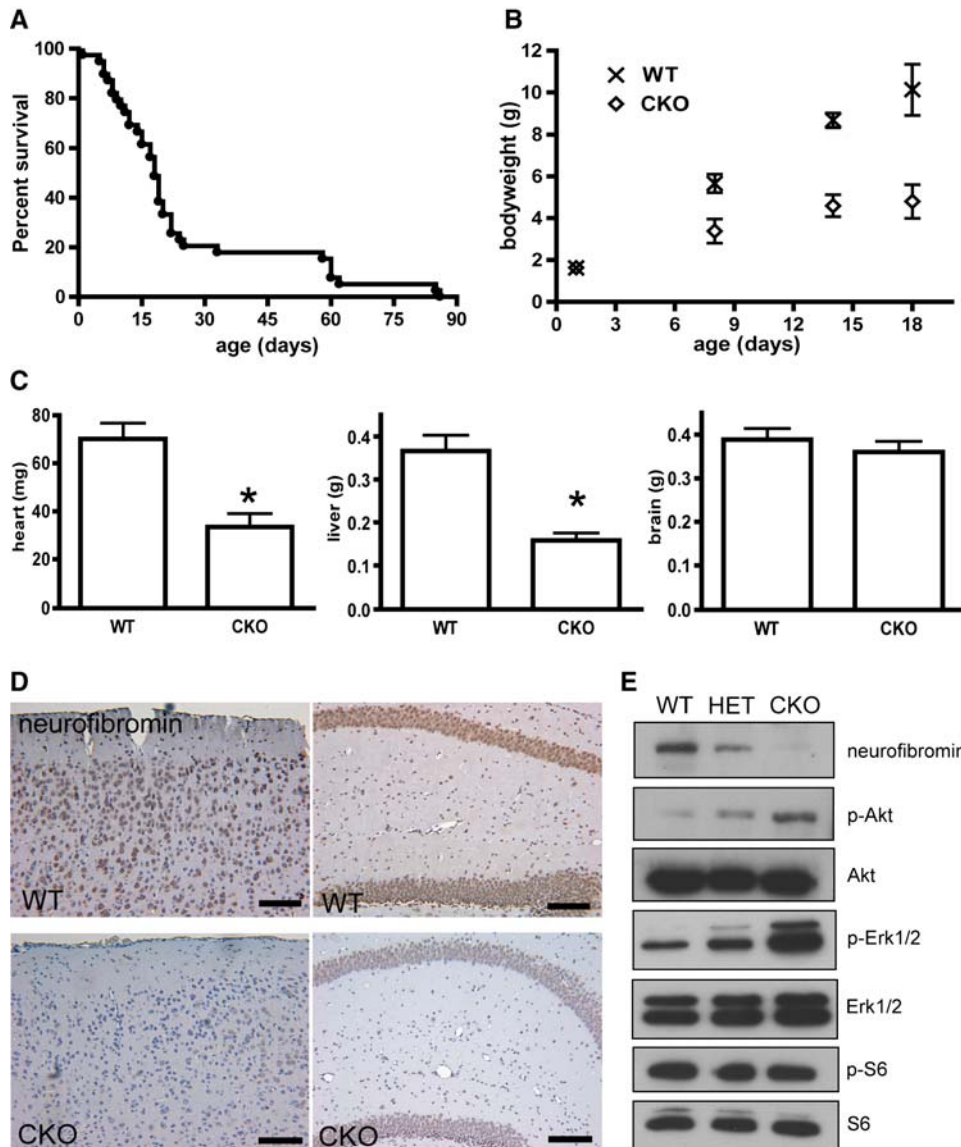 A
100
80
60
40
20
0
Percent survival
0 15 30 45 60 75 90
age (days)
B
12
10
8
6
4
2
0
bodyweight (g)
WT
CKO
0 3 6 9 12 15 18
age (days)
C
80
60
40
20
0
heart (mg)
*
WT CKO
0.4
0.3
0.2
0.1
0.0
liver (g)
*
WT CKO
0.4
0.3
0.2
0.1
0.0
brain (g)
WT CKO
D
neurofibromin
WT
WT
CKO
CKO
E
WT HET CKO
neurofibromin
p-Akt
Akt
p-Erk1/2
Erk1/2
p-S6
S6